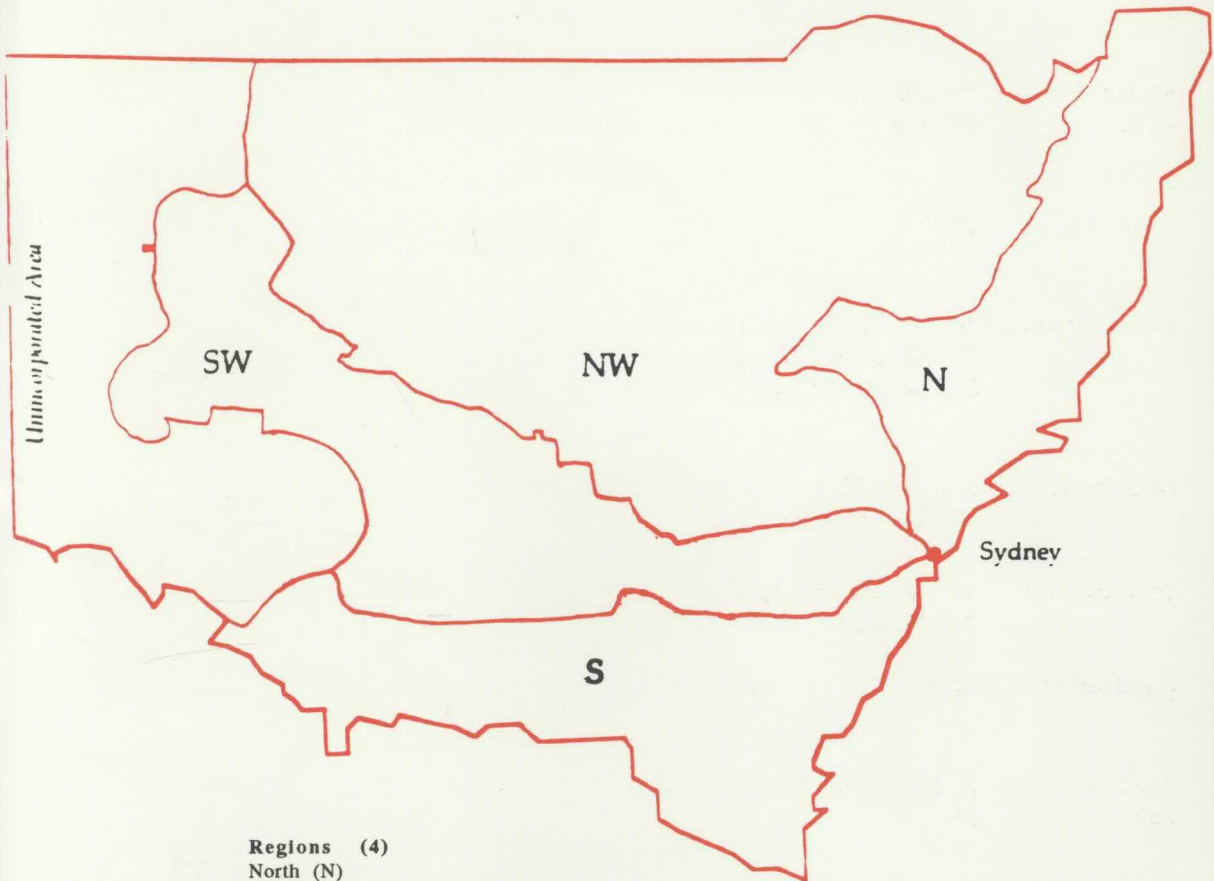 Unincorporated Area
SW
NW
N
Sydney
S
Regions (4)
North (N)